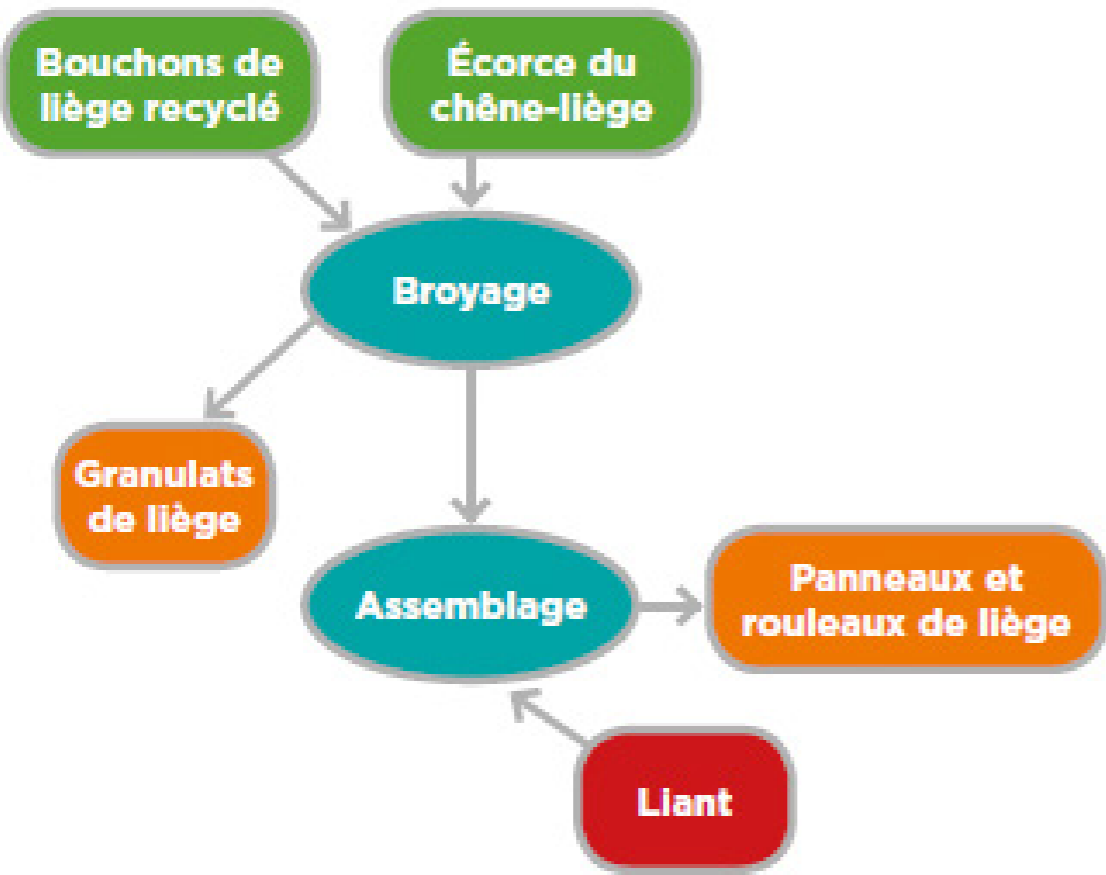 Bouchons de
liège recyclé
Écorce du
chêne-liège
Broyage
Granulats
de liège
Assemblage
Panneaux et
rouleaux de liège
Liant